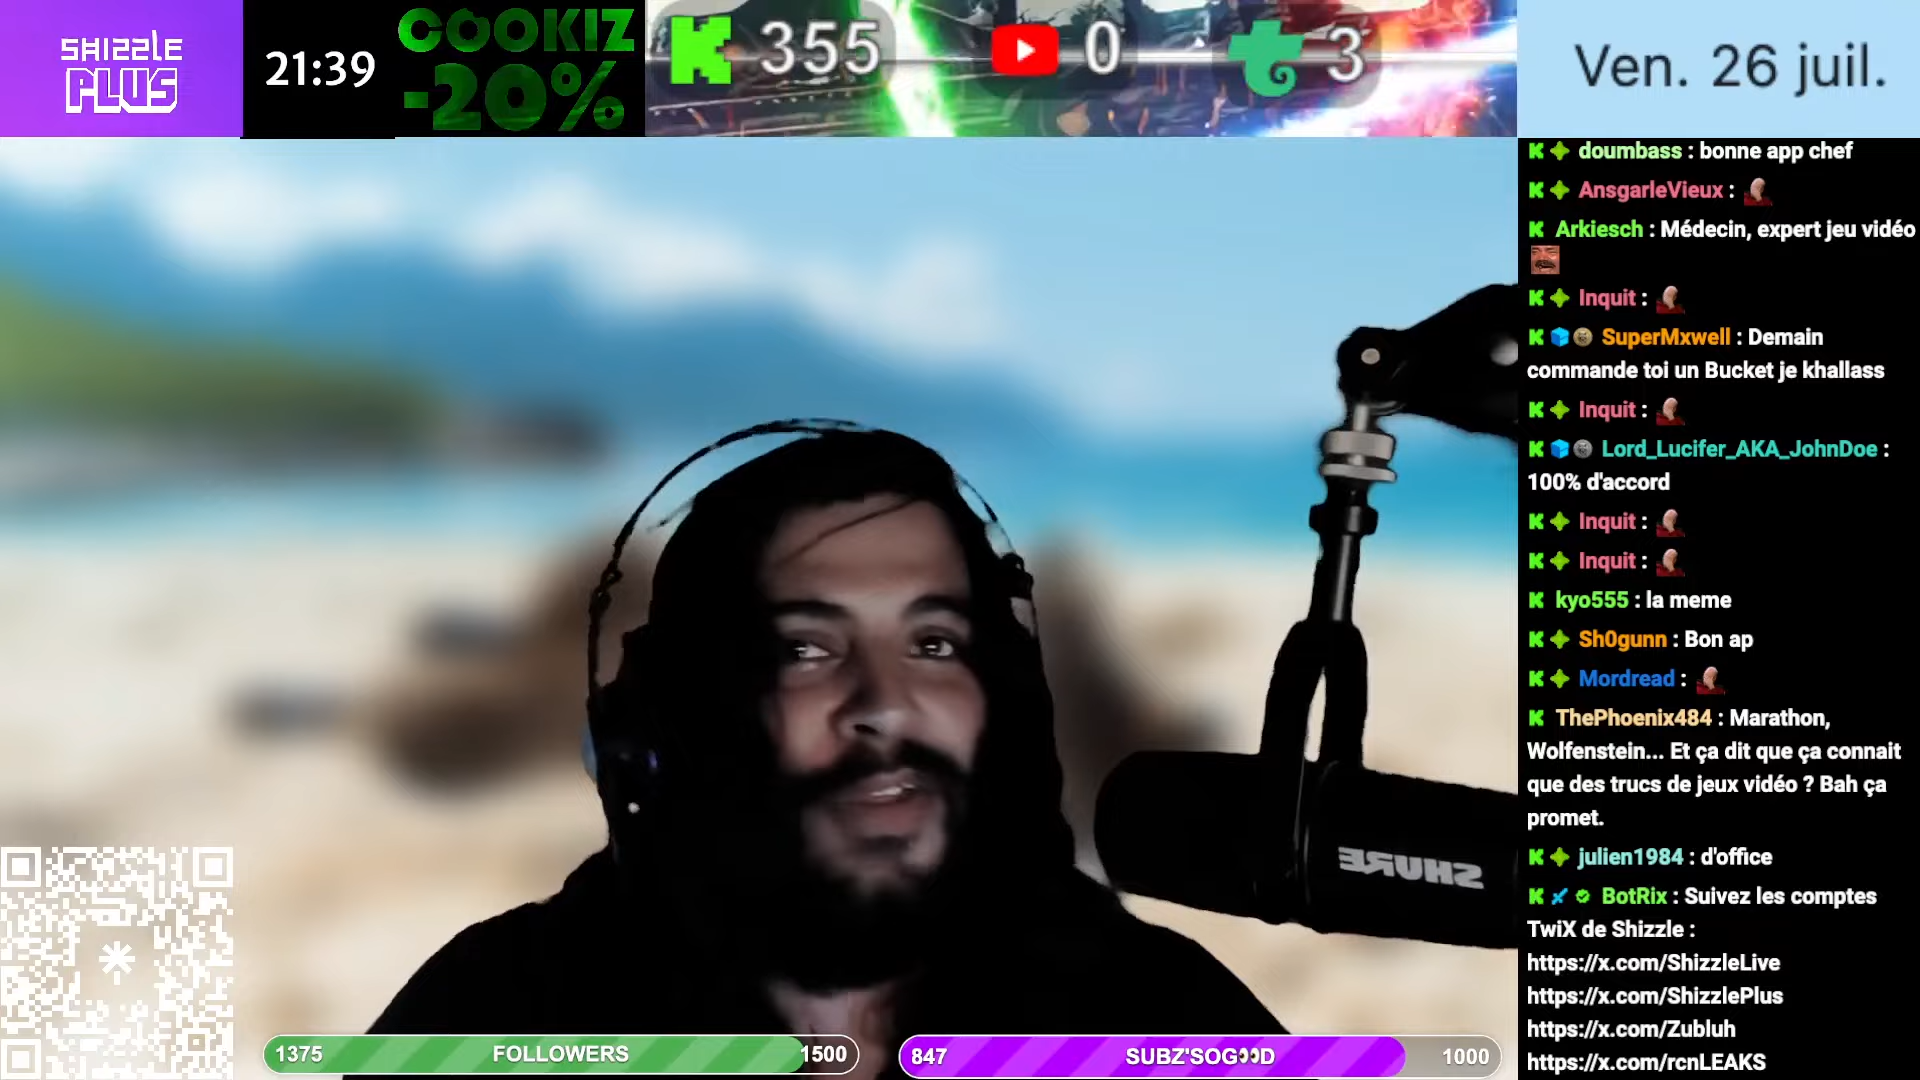 SHIZZLE
PLUS
21:39
COOKIZ
-20%
355
0
3
Ven. 26 juil.
doumbass : bonne app chef
AnsgarleVieux :
Arkiesch : Médecin, expert jeu vidéo
Inquit :
SuperMxwell : Demain
commande toi un Bucket je khallass
Inquit :
Lord_Lucifer_AKA_JohnDoe :
100% d'accord
Inquit :
Inquit :
kyo555 : la meme
Sh0gunn : Bon ap
Mordread :
ThePhoenix484 : Marathon,
Wolfenstein... Et ça dit que ça connait
que des trucs de jeux vidéo ? Bah ça
promet.
julien1984 : d'office
BotRix : Suivez les comptes
TwiX de Shizzle :
https://x.com/ShizzleLive
https://x.com/ShizzlePlus
https://x.com/Zubluh
https://x.com/rcnLEAKS
SHURE
1375 FOLLOWERS 1500
847 SUBZ'SOG👀D 1000